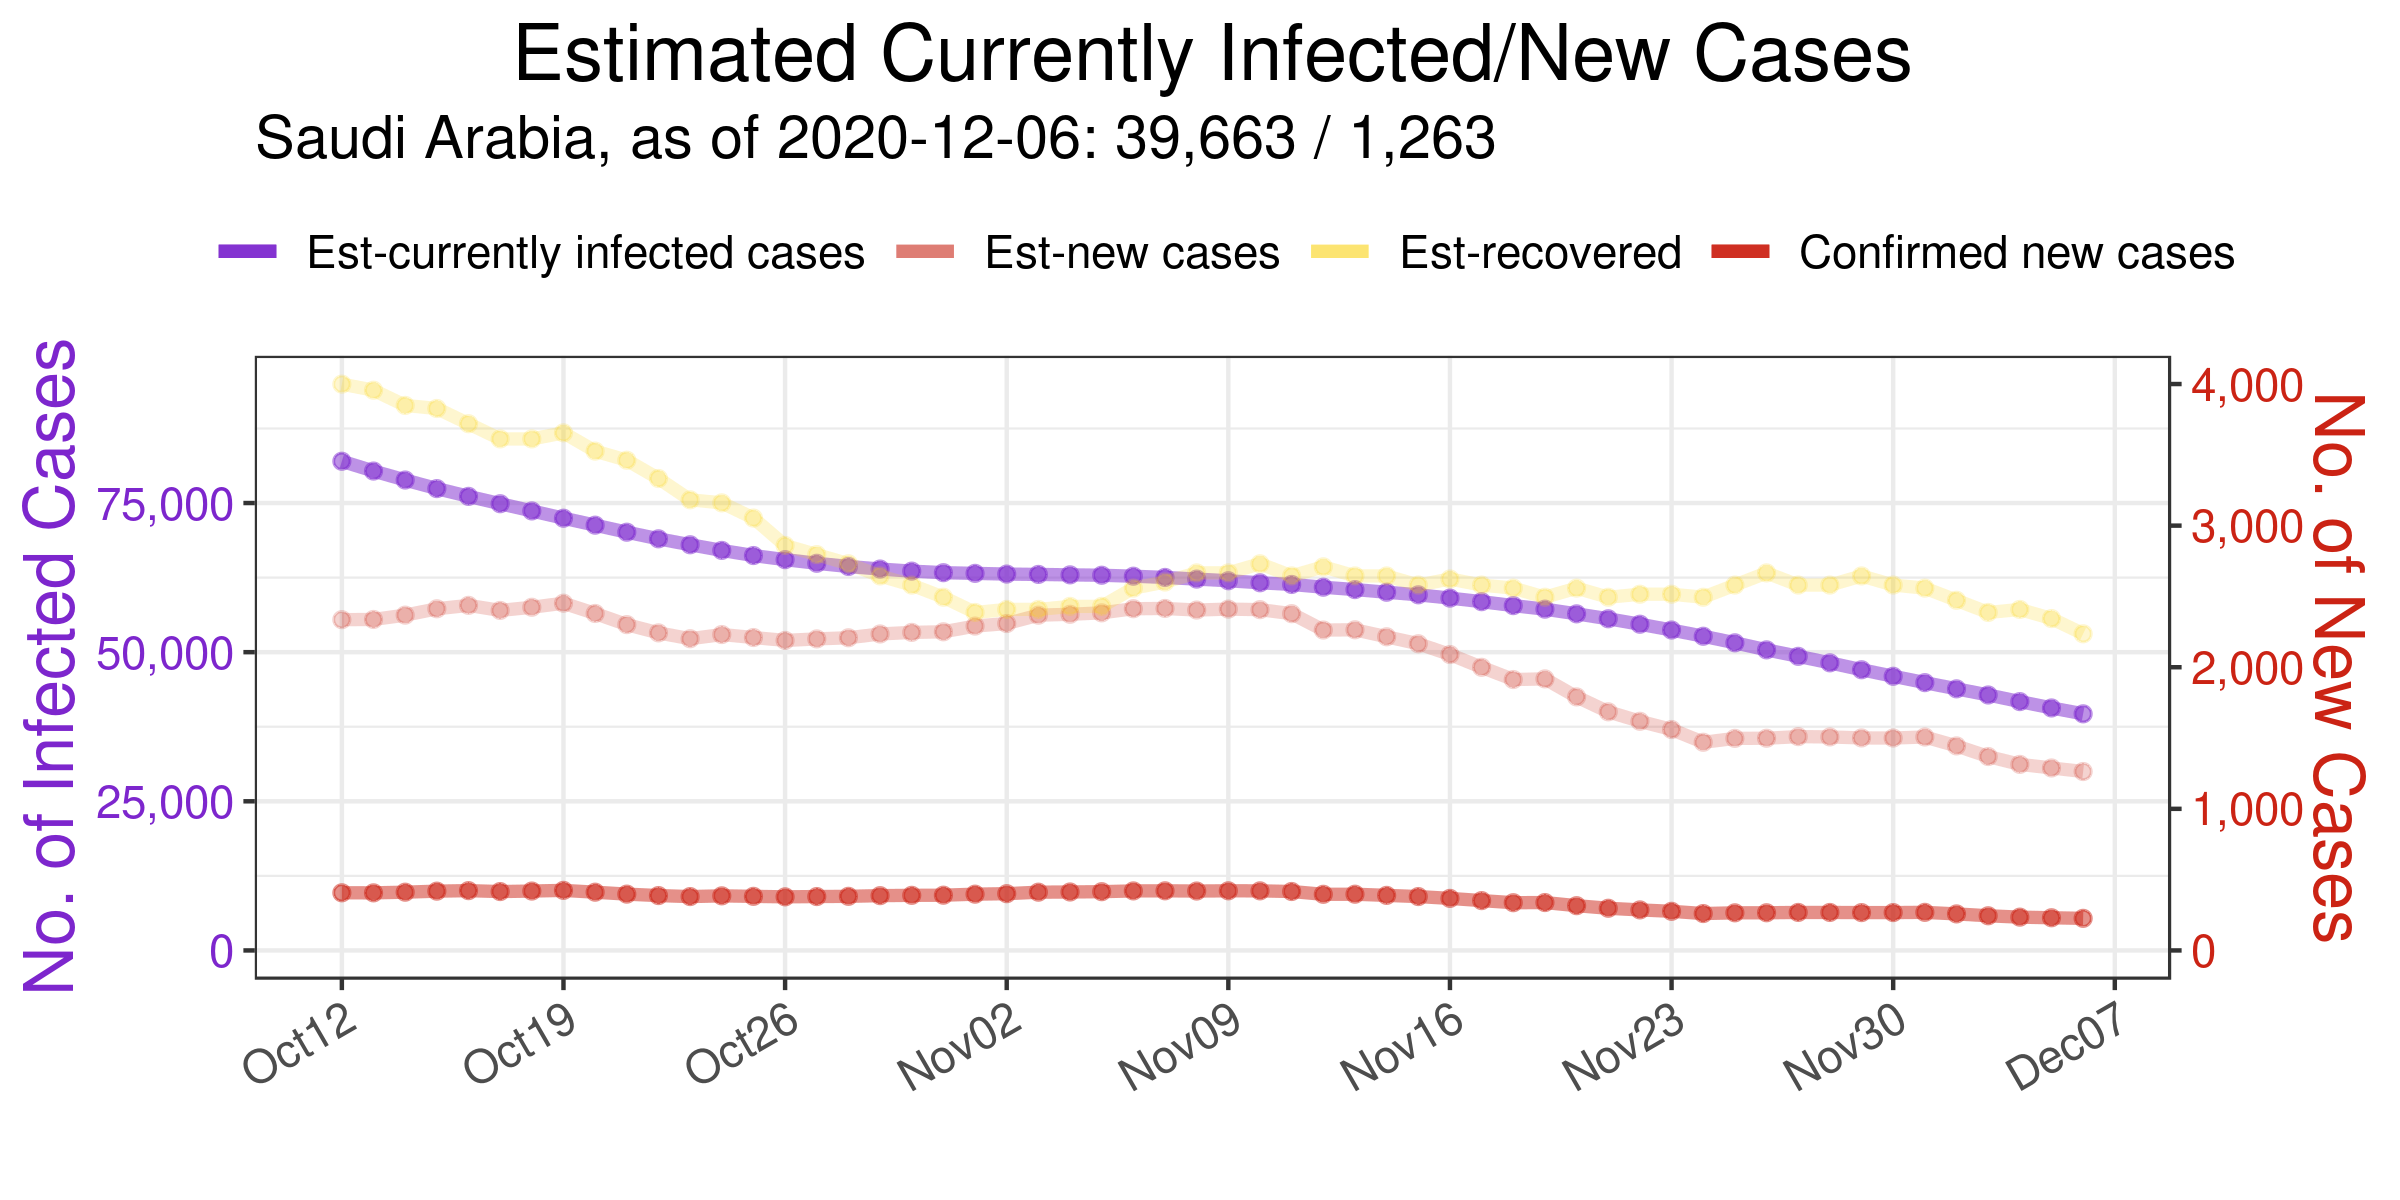 Estimated Currently Infected/New Cases
Saudi Arabia, as of 2020-12-06: 39,663 / 1,263
Est-currently infected cases Est-new cases Est-recovered Confirmed new cases
No. of Infected Cases
75,000
50,000
25,000
0
4,000
3,000
2,000
1,000
0
No. of New Cases
Oct12 Oct19 Oct26 Nov02 Nov09 Nov16 Nov23 Nov30 Dec07